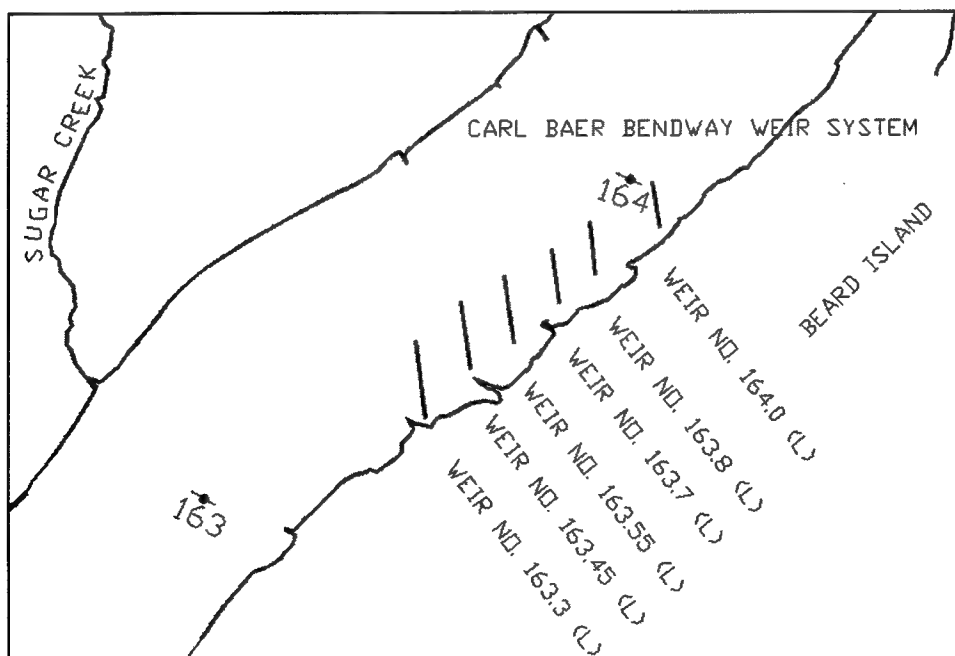 SUGAR CREEK
CARL BAER BENDWAY WEIR SYSTEM
164
BEARD ISLAND
WEIR NO. 164.0 (L)
WEIR NO. 163.8 (L)
WEIR NO. 163.7 (L)
WEIR NO. 163.55 (L)
WEIR NO. 163.45 (L)
WEIR NO. 163.3 (L)
163